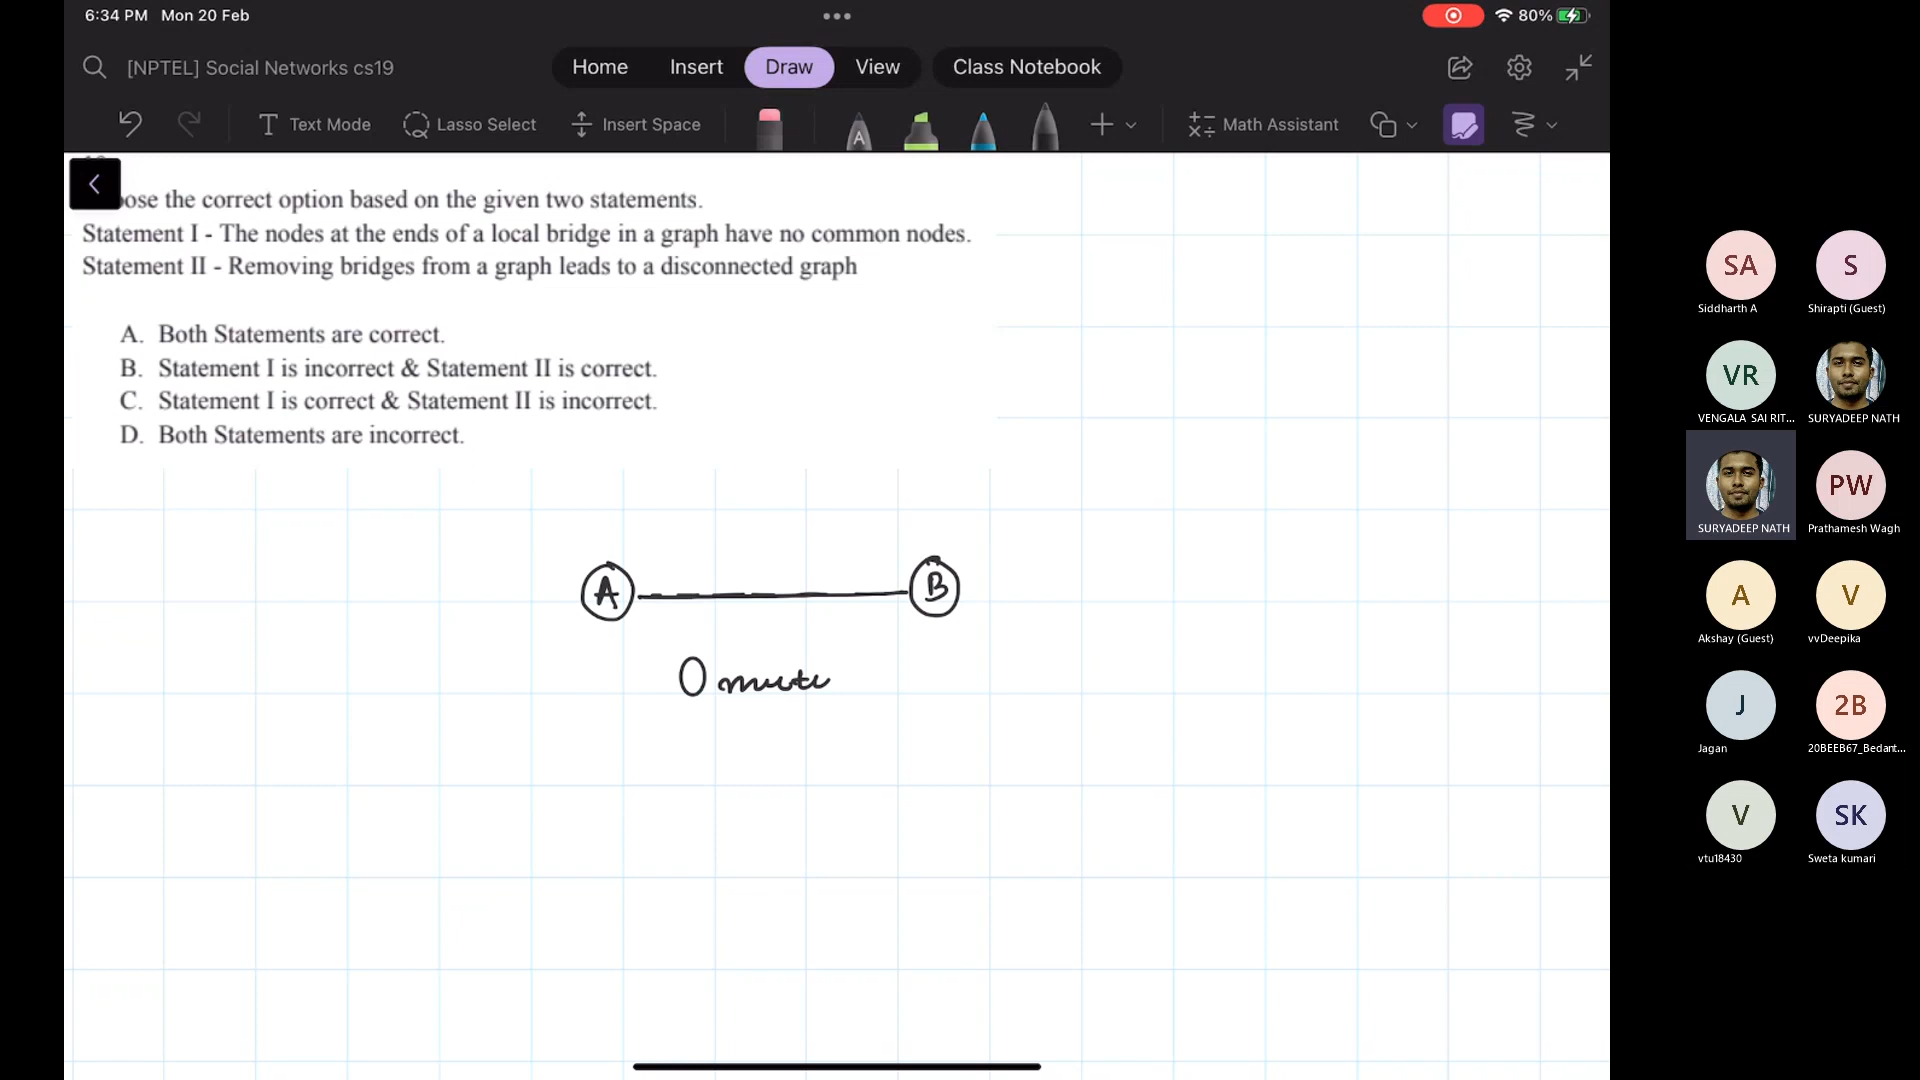 6:34 PM Mon 20 Feb
80%
[NPTEL] Social Networks cs19
Home Insert Draw View Class Notebook
Text Mode Lasso Select Insert Space A Math Assistant
ose the correct option based on the given two statements.
Statement I - The nodes at the ends of a local bridge in a graph have no common nodes.
Statement II - Removing bridges from a graph leads to a disconnected graph
A. Both Statements are correct.
B. Statement I is incorrect & Statement II is correct.
C. Statement I is correct & Statement II is incorrect.
D. Both Statements are incorrect.
A B
0
SA S
Siddharth A Shirapti (Guest)
VR
VENGALA SAI RIT... SURYADEEP NATH
PW
SURYADEEP NATH Prathamesh Wagh
A V
Akshay (Guest) vvDeepika
J 2B
Jagan 20BEEB67_Bedant...
V SK
vtu18430 Sweta kumari